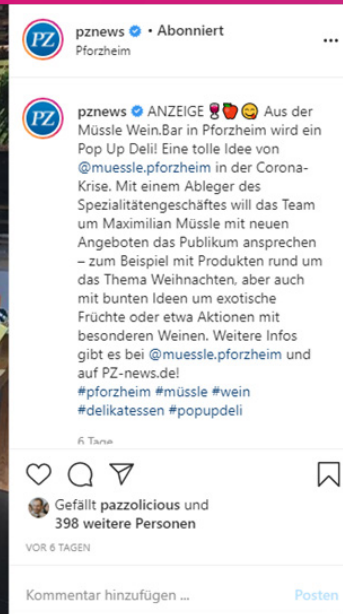 PZ pznews • Abonniert
Pforzheim
PZ pznews ANZEIGE 🍷🍎😋 Aus der
Müssle Wein.Bar in Pforzheim wird ein
Pop Up Deli! Eine tolle Idee von
@muessle.pforzheim in der Corona-
Krise. Mit einem Ableger des
Spezialitätengeschäftes will das Team
um Maximilian Müssle mit neuen
Angeboten das Publikum ansprechen
– zum Beispiel mit Produkten rund um
das Thema Weihnachten, aber auch
mit bunten Ideen um exotische
Früchte oder etwa Aktionen mit
besonderen Weinen. Weitere Infos
gibt es bei @muessle.pforzheim und
auf PZ-news.de!
#pforzheim #müssle #wein
#delikatessen #popupdeli
6 Tage
Gefällt pazzolicious und
398 weitere Personen
VOR 6 TAGEN
Kommentar hinzufügen ... Posten